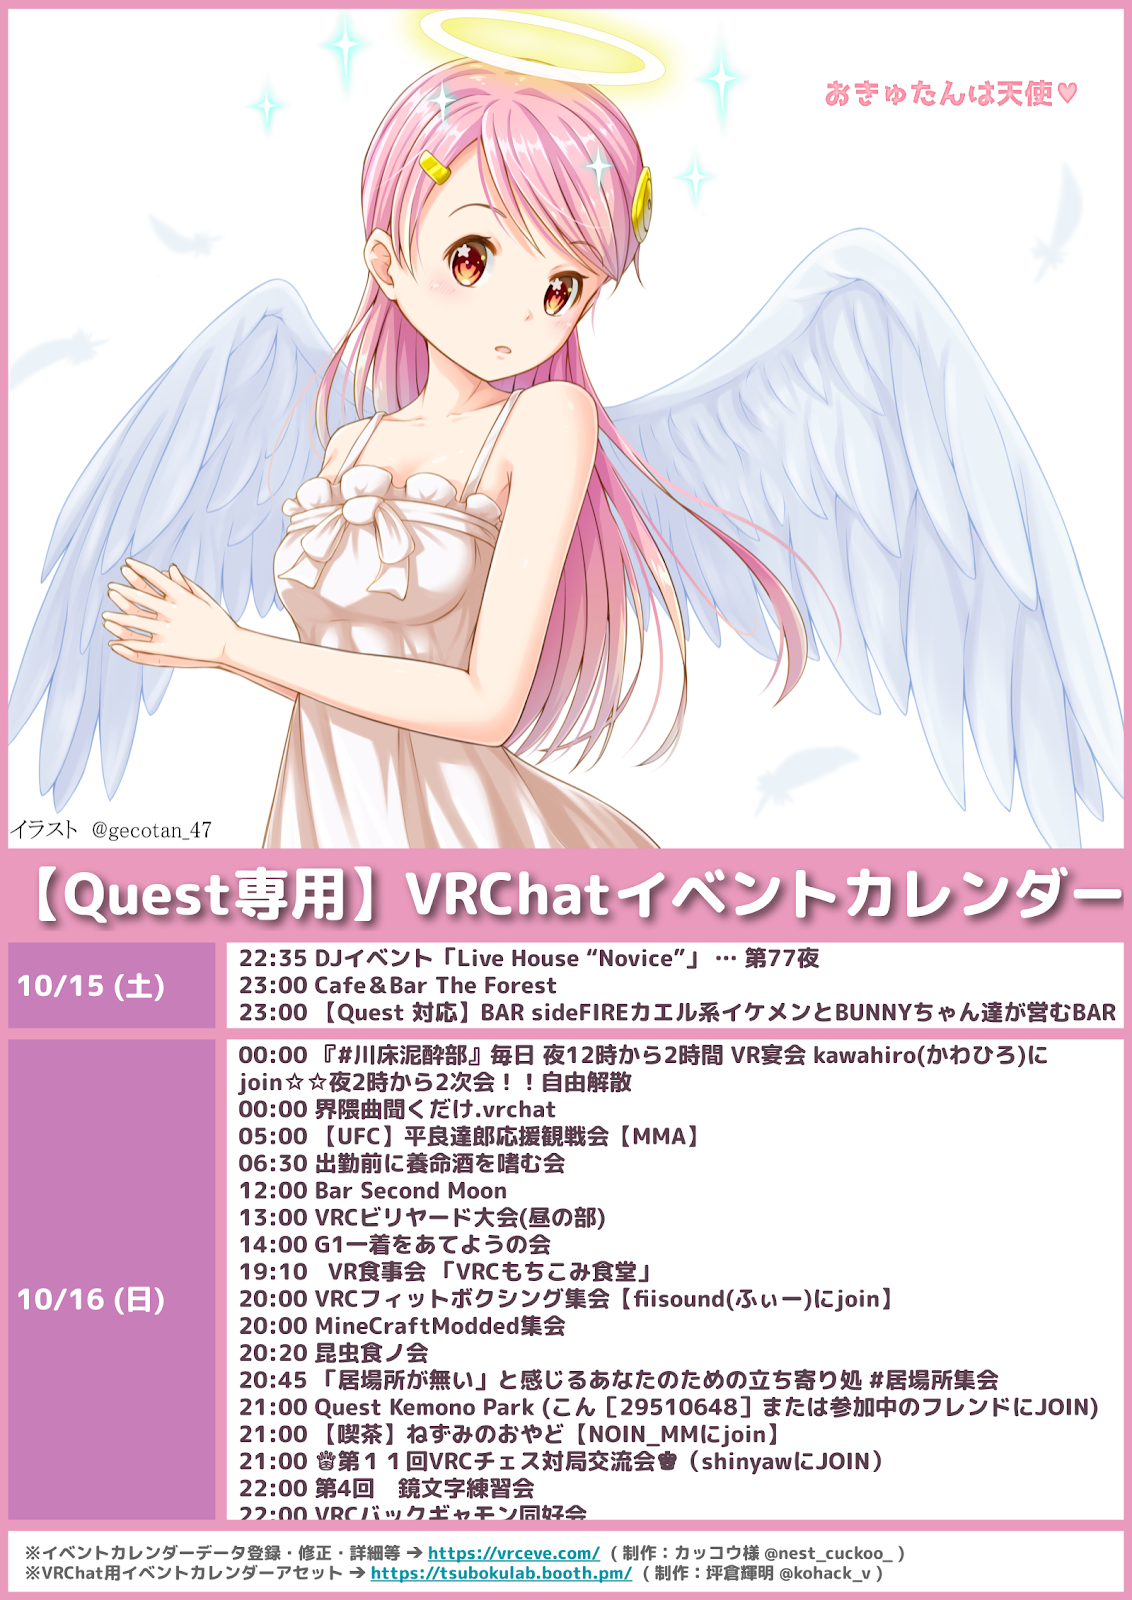 おきゅたんは天使♥
イラスト @gecotan_47
【Quest専用】VRChatイベントカレンダー
10/15 (土)
22:35 DJイベント「Live House “Novice”」 … 第77夜
23:00 Cafe＆Bar The Forest
23:00 【Quest 対応】BAR sideFIREカエル系イケメンとBUNNYちゃん達が営むBAR
10/16 (日)
00:00 『#川床泥酔部』毎日 夜12時から2時間 VR宴会 kawahiro(かわひろ)に
join☆☆夜2時から2次会！！自由解散
00:00 界隈曲聞くだけ.vrchat
05:00 【UFC】平良達郎応援観戦会【MMA】
06:30 出勤前に養命酒を嗜む会
12:00 Bar Second Moon
13:00 VRCビリヤード大会(昼の部)
14:00 G1一着をあてようの会
19:10 VR食事会 「VRCもちこみ食堂」
20:00 VRCフィットボクシング集会【fiisound(ふぃー)にjoin】
20:00 MineCraftModded集会
20:20 昆虫食ノ会
20:45 「居場所が無い」と感じるあなたのための立ち寄り処 #居場所集会
21:00 Quest Kemono Park (こん［29510648］または参加中のフレンドにJOIN)
21:00 【喫茶】ねずみのおやど【NOIN_MMにjoin】
21:00 ♕第１１回VRCチェス対局交流会♚（shinyawにJOIN）
22:00 第4回　鏡文字練習会
22:00 VRCバックギャモン同好会
※イベントカレンダーデータ登録・修正・詳細等 → https://vrceve.com/ ( 制作：カッコウ様 @nest_cuckoo_ )
※VRChat用イベントカレンダーアセット → https://tsubokulab.booth.pm/ ( 制作：坪倉輝明 @kohack_v )